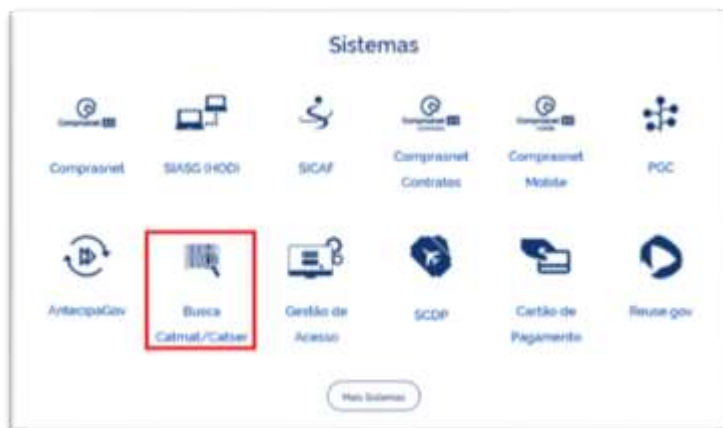 Sistemas
Comprasnet
SIASG (HOD)
SICAF
Comprasnet
Contratos
Comprasnet
Mobile
PGC
AntecipaGov
Busca
Catmat/Catser
Gestão de
Acesso
SCDP
Cartão de
Pagamento
Reuse.gov
Mais Sistemas